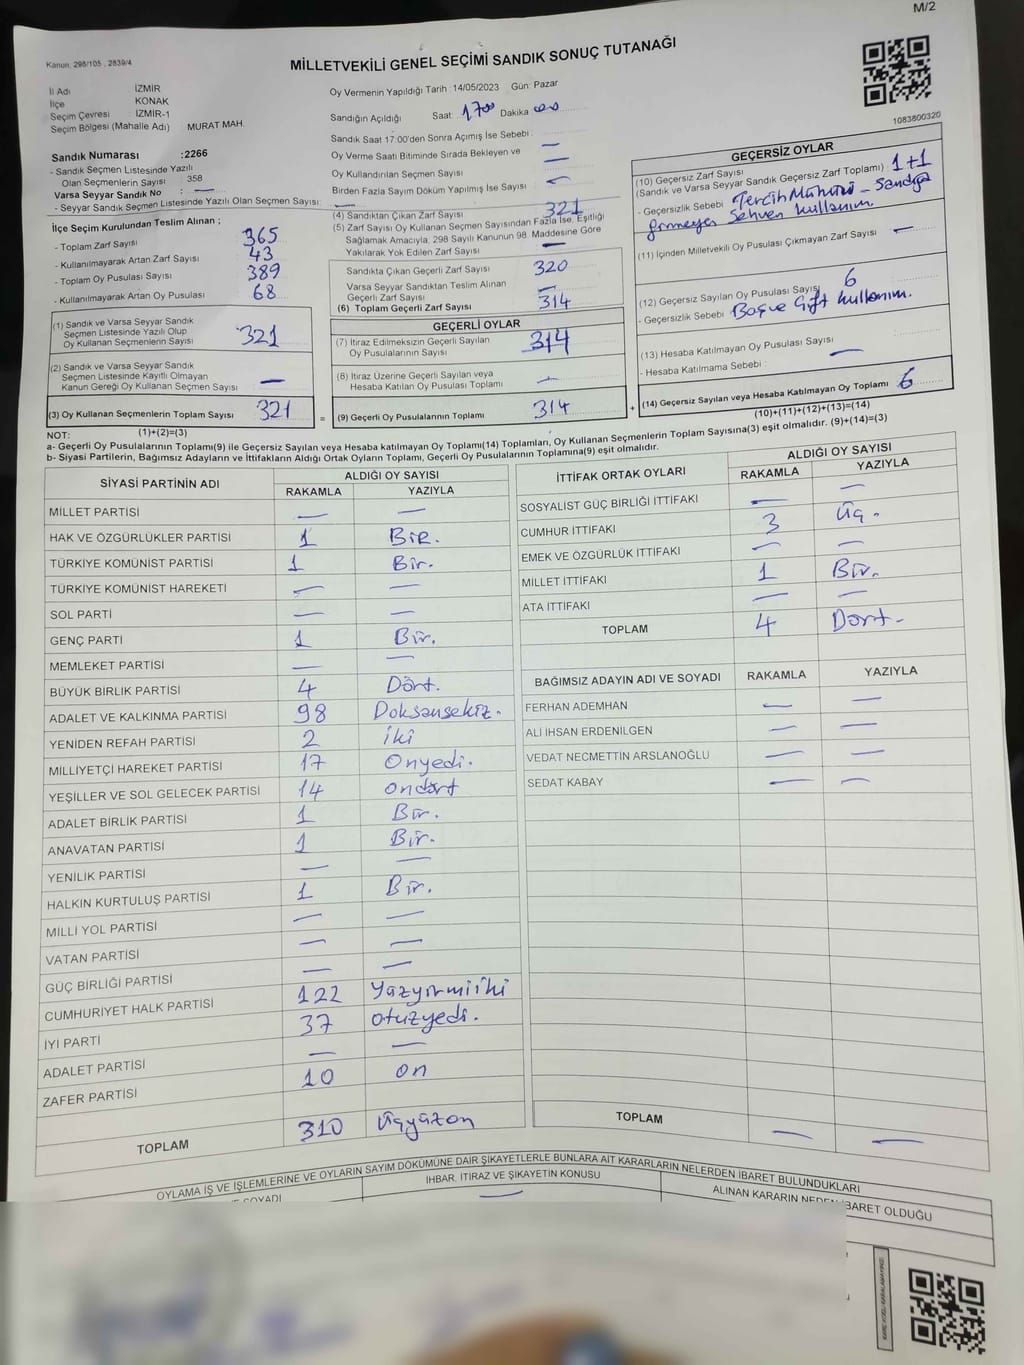 M/2
Kanun: 298/105 , 2839/4
MİLLETVEKİLİ GENEL SEÇİMİ SANDIK SONUÇ TUTANAĞI
1083800320
İl Adı İZMİR
İlçe KONAK
Seçim Çevresi İZMİR-1
Seçim Bölgesi (Mahalle Adı) MURAT MAH.
Sandık Numarası :2266
- Sandık Seçmen Listesinde Yazılı
Olan Seçmenlerin Sayısı : 358
Varsa Seyyar Sandık No : —
- Seyyar Sandık Seçmen Listesinde Yazılı Olan Seçmen Sayısı: —
İlçe Seçim Kurulundan Teslim Alınan ;
- Toplam Zarf Sayısı 365
- Kullanılmayarak Artan Zarf Sayısı 43
- Toplam Oy Pusulası Sayısı 389
- Kullanılmayarak Artan Oy Pusulası 68
(1) Sandık ve Varsa Seyyar Sandık
Seçmen Listesinde Yazılı Olup
Oy Kullanan Seçmenlerin Sayısı 321
(2) Sandık ve Varsa Seyyar Sandık
Seçmen Listesinde Kayıtlı Olmayan
Kanun Gereği Oy Kullanan Seçmen Sayısı —
(3) Oy Kullanan Seçmenlerin Toplam Sayısı 321
(1)+(2)=(3)
Oy Vermenin Yapıldığı Tarih : 14/05/2023 Gün: Pazar
Sandığın Açıldığı Saat 17⁰⁰ Dakika 00
Sandık Saat 17:00'den Sonra Açımış İse Sebebi : —
Oy Verme Saati Bitiminde Sırada Bekleyen ve
Oy Kullandırılan Seçmen Sayısı —
Birden Fazla Sayım Döküm Yapılmış İse Sayısı —
(4) Sandıktan Çıkan Zarf Sayısı 321
(5) Zarf Sayısı Oy Kullanan Seçmen Sayısından Fazla İse, Eşitliği
Sağlamak Amacıyla, 298 Sayılı Kanunun 98. Maddesine Göre
Yakılarak Yok Edilen Zarf Sayısı —
Sandıkta Çıkan Geçerli Zarf Sayısı 320
Varsa Seyyar Sandıktan Teslim Alınan
Geçerli Zarf Sayısı —
(6) Toplam Geçerli Zarf Sayısı 314
GEÇERLİ OYLAR
(7) İtiraz Edilmeksizin Geçerli Sayılan
Oy Pusulalarının Sayısı 314
(8) İtiraz Üzerine Geçerli Sayılan veya
Hesaba Katılan Oy Pusulası Toplamı —
= (9) Geçerli Oy Pusulalarının Toplamı 314
GEÇERSİZ OYLAR
(10) Geçersiz Zarf Sayısı
(Sandık ve Varsa Seyyar Sandık Geçersiz Zarf Toplamı) 1+1
- Geçersizlik Sebebi Tercih Mührü - Sandığa
girmeyen Sehven kullanım.
(11) İçinden Milletvekili Oy Pusulası Çıkmayan Zarf Sayısı —
(12) Geçersiz Sayılan Oy Pusulası Sayısı 6
- Geçersizlik Sebebi Boş ve Çift kullanım.
(13) Hesaba Katılmayan Oy Pusulası Sayısı —
- Hesaba Katılmama Sebebi :
+ (14) Geçersiz Sayılan veya Hesaba Katılmayan Oy Toplamı 6
(10)+(11)+(12)+(13)=(14)
NOT:
a- Geçerli Oy Pusulalarının Toplamı(9) ile Geçersiz Sayılan veya Hesaba katılmayan Oy Toplamı(14) Toplamları, Oy Kullanan Seçmenlerin Toplam Sayısına(3) eşit olmalıdır. (9)+(14)=(3)
b- Siyasi Partilerin, Bağımsız Adayların ve İttifakların Aldığı Ortak Oyların Toplamı, Geçerli Oy Pusulalarının Toplamına(9) eşit olmalıdır.
SİYASİ PARTİNİN ADI ALDIĞI OY SAYISI
RAKAMLA YAZIYLA
MİLLET PARTİSİ — —
HAK VE ÖZGÜRLÜKLER PARTİSİ 1 BİR.
TÜRKİYE KOMÜNİST PARTİSİ 1 Bir.
TÜRKİYE KOMÜNİST HAREKETİ — —
SOL PARTİ — —
GENÇ PARTİ 1 Bir.
MEMLEKET PARTİSİ — —
BÜYÜK BİRLİK PARTİSİ 4 Dört.
ADALET VE KALKINMA PARTİSİ 98 Doksansekiz.
YENİDEN REFAH PARTİSİ 2 iki
MİLLİYETÇİ HAREKET PARTİSİ 17 Onyedi.
YEŞİLLER VE SOL GELECEK PARTİSİ 14 ondört
ADALET BİRLİK PARTİSİ 1 Bir.
ANAVATAN PARTİSİ 1 Bir.
YENİLİK PARTİSİ — —
HALKIN KURTULUŞ PARTİSİ 1 Bir.
MİLLİ YOL PARTİSİ — —
VATAN PARTİSİ — —
GÜÇ BİRLİĞİ PARTİSİ — —
CUMHURİYET HALK PARTİSİ 122 Yüzyirmiiki
İYİ PARTİ 37 otuzyedi.
ADALET PARTİSİ — —
ZAFER PARTİSİ 10 on
TOPLAM 310 Üçyüzon
İTTİFAK ORTAK OYLARI ALDIĞI OY SAYISI
RAKAMLA YAZIYLA
SOSYALİST GÜÇ BİRLİĞİ İTTİFAKI — —
CUMHUR İTTİFAKI 3 Üç.
EMEK VE ÖZGÜRLÜK İTTİFAKI — —
MİLLET İTTİFAKI 1 Bir.
ATA İTTİFAKI — —
TOPLAM 4 Dört-
BAĞIMSIZ ADAYIN ADI VE SOYADI RAKAMLA YAZIYLA
FERHAN ADEMHAN — —
ALİ İHSAN ERDENİLGEN — —
VEDAT NECMETTİN ARSLANOĞLU — —
SEDAT KABAY — —
TOPLAM — —
OYLAMA İŞ VE İŞLEMLERİNE VE OYLARIN SAYIM DÖKÜMÜNE DAİR ŞİKAYETLERLE BUNLARA AİT KARARLARIN NELERDEN İBARET BULUNDUKLARI
SOYADI İHBAR, İTİRAZ VE ŞİKAYETİN KONUSU ALINAN KARARIN NEDEN İBARET OLDUĞU
—